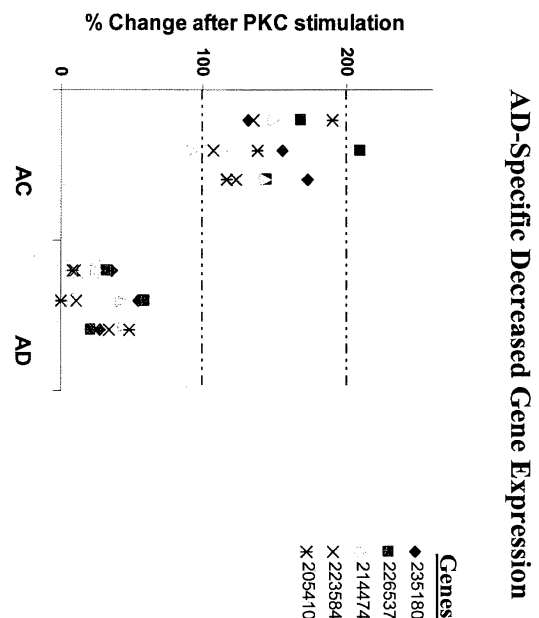 AD-Specific Decreased Gene Expression
% Change after PKC stimulation
200
100
0
AC
AD
Genes
235180
226537
214474
223584
205410